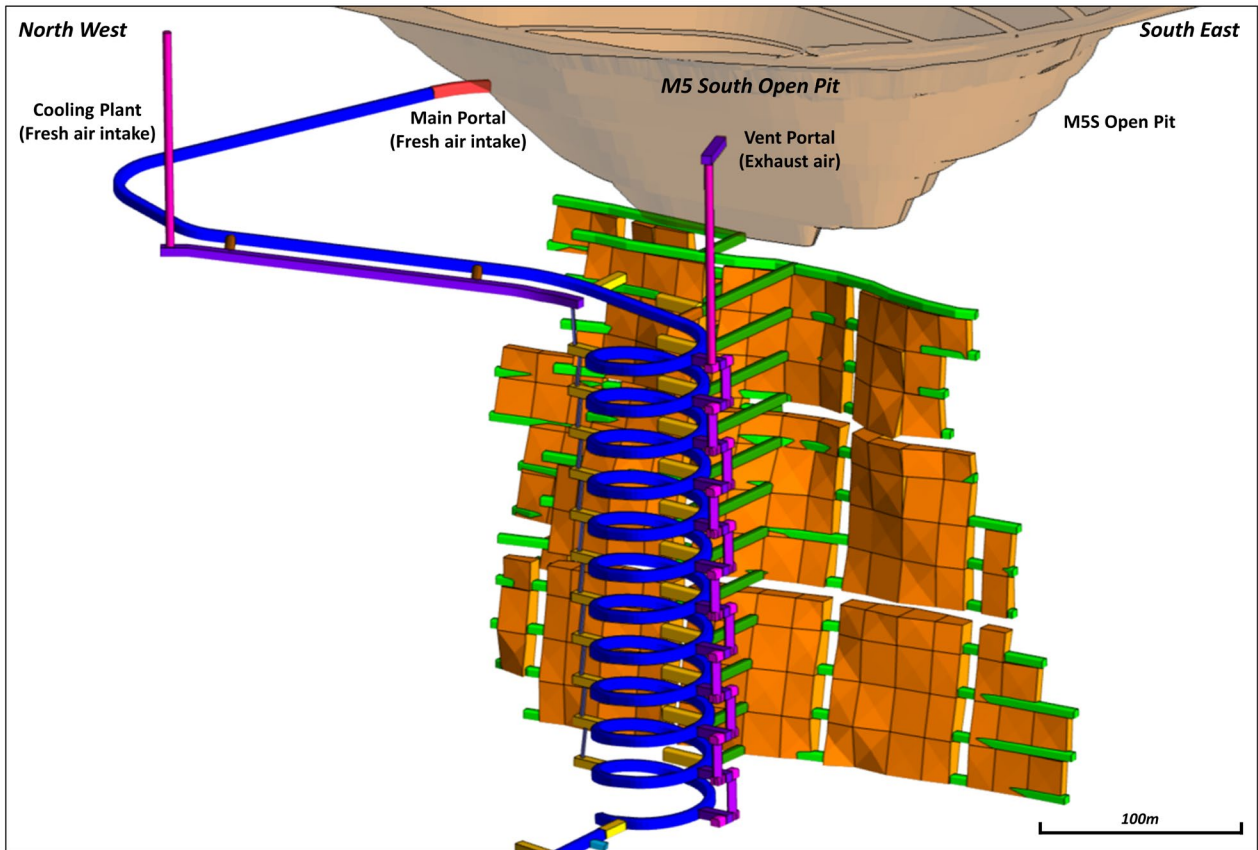 North West
South East
M5 South Open Pit
Cooling Plant
(Fresh air intake)
Main Portal
(Fresh air intake)
Vent Portal
(Exhaust air)
M5S Open Pit
100m